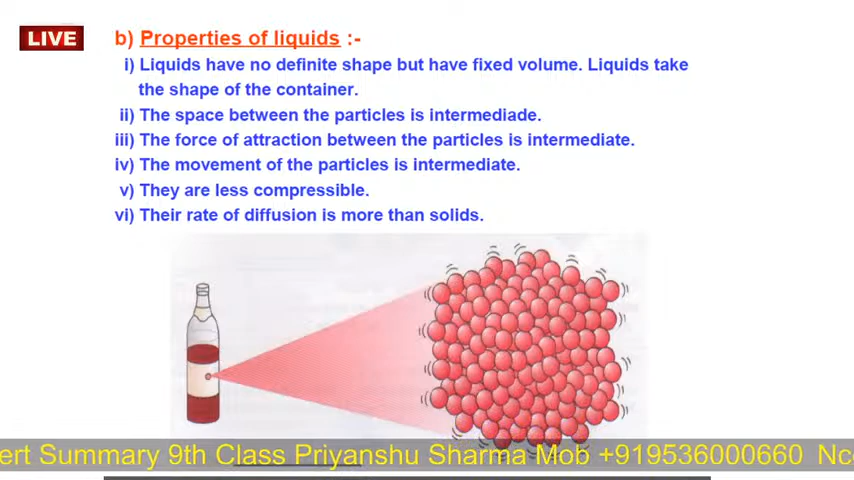 LIVE
b) Properties of liquids :-
i) Liquids have no definite shape but have fixed volume. Liquids take
the shape of the container.
ii) The space between the particles is intermediade.
iii) The force of attraction between the particles is intermediate.
iv) The movement of the particles is intermediate.
v) They are less compressible.
vi) Their rate of diffusion is more than solids.
ert Summary 9th Class Priyanshu Sharma Mob +919536000660 Nc